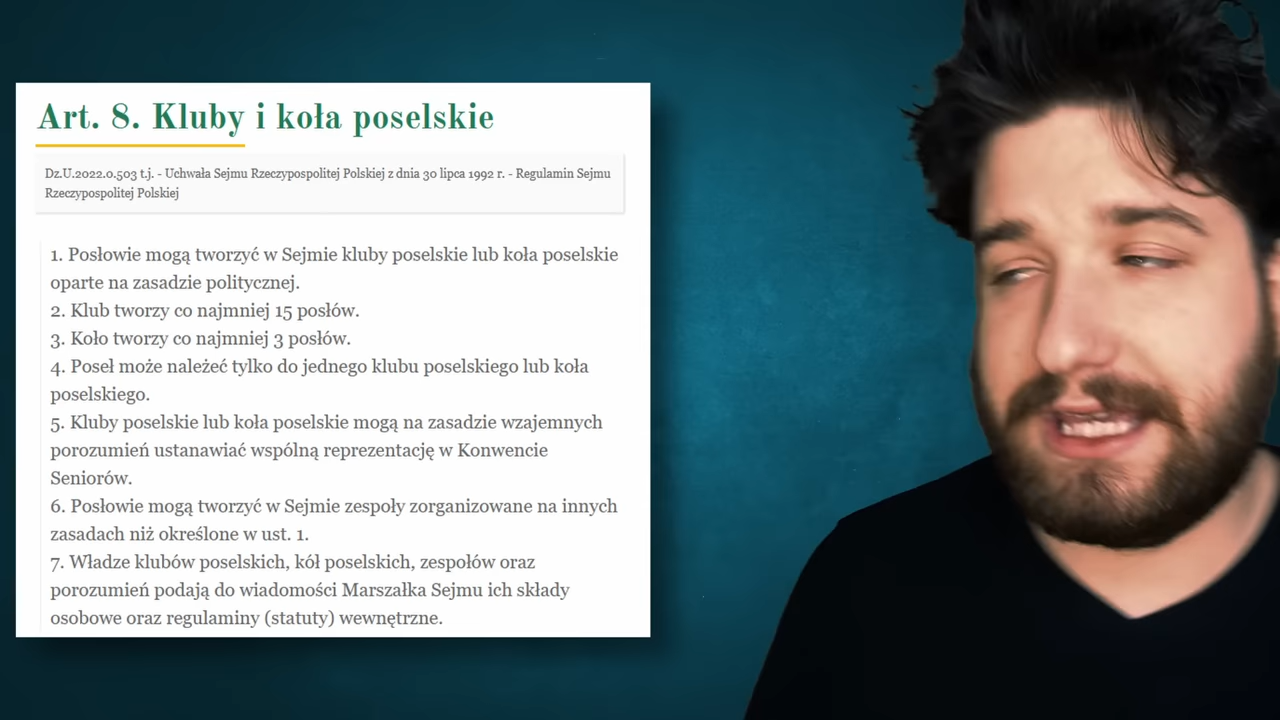 Art. 8. Kluby i koła poselskie
Dz.U.2022.0.503 t.j. - Uchwała Sejmu Rzeczypospolitej Polskiej z dnia 30 lipca 1992 r. - Regulamin Sejmu
Rzeczypospolitej Polskiej
1. Posłowie mogą tworzyć w Sejmie kluby poselskie lub koła poselskie
oparte na zasadzie politycznej.
2. Klub tworzy co najmniej 15 posłów.
3. Koło tworzy co najmniej 3 posłów.
4. Poseł może należeć tylko do jednego klubu poselskiego lub koła
poselskiego.
5. Kluby poselskie lub koła poselskie mogą na zasadzie wzajemnych
porozumień ustanawiać wspólną reprezentację w Konwencie
Seniorów.
6. Posłowie mogą tworzyć w Sejmie zespoły zorganizowane na innych
zasadach niż określone w ust. 1.
7. Władze klubów poselskich, kół poselskich, zespołów oraz
porozumień podają do wiadomości Marszałka Sejmu ich składy
osobowe oraz regulaminy (statuty) wewnętrzne.